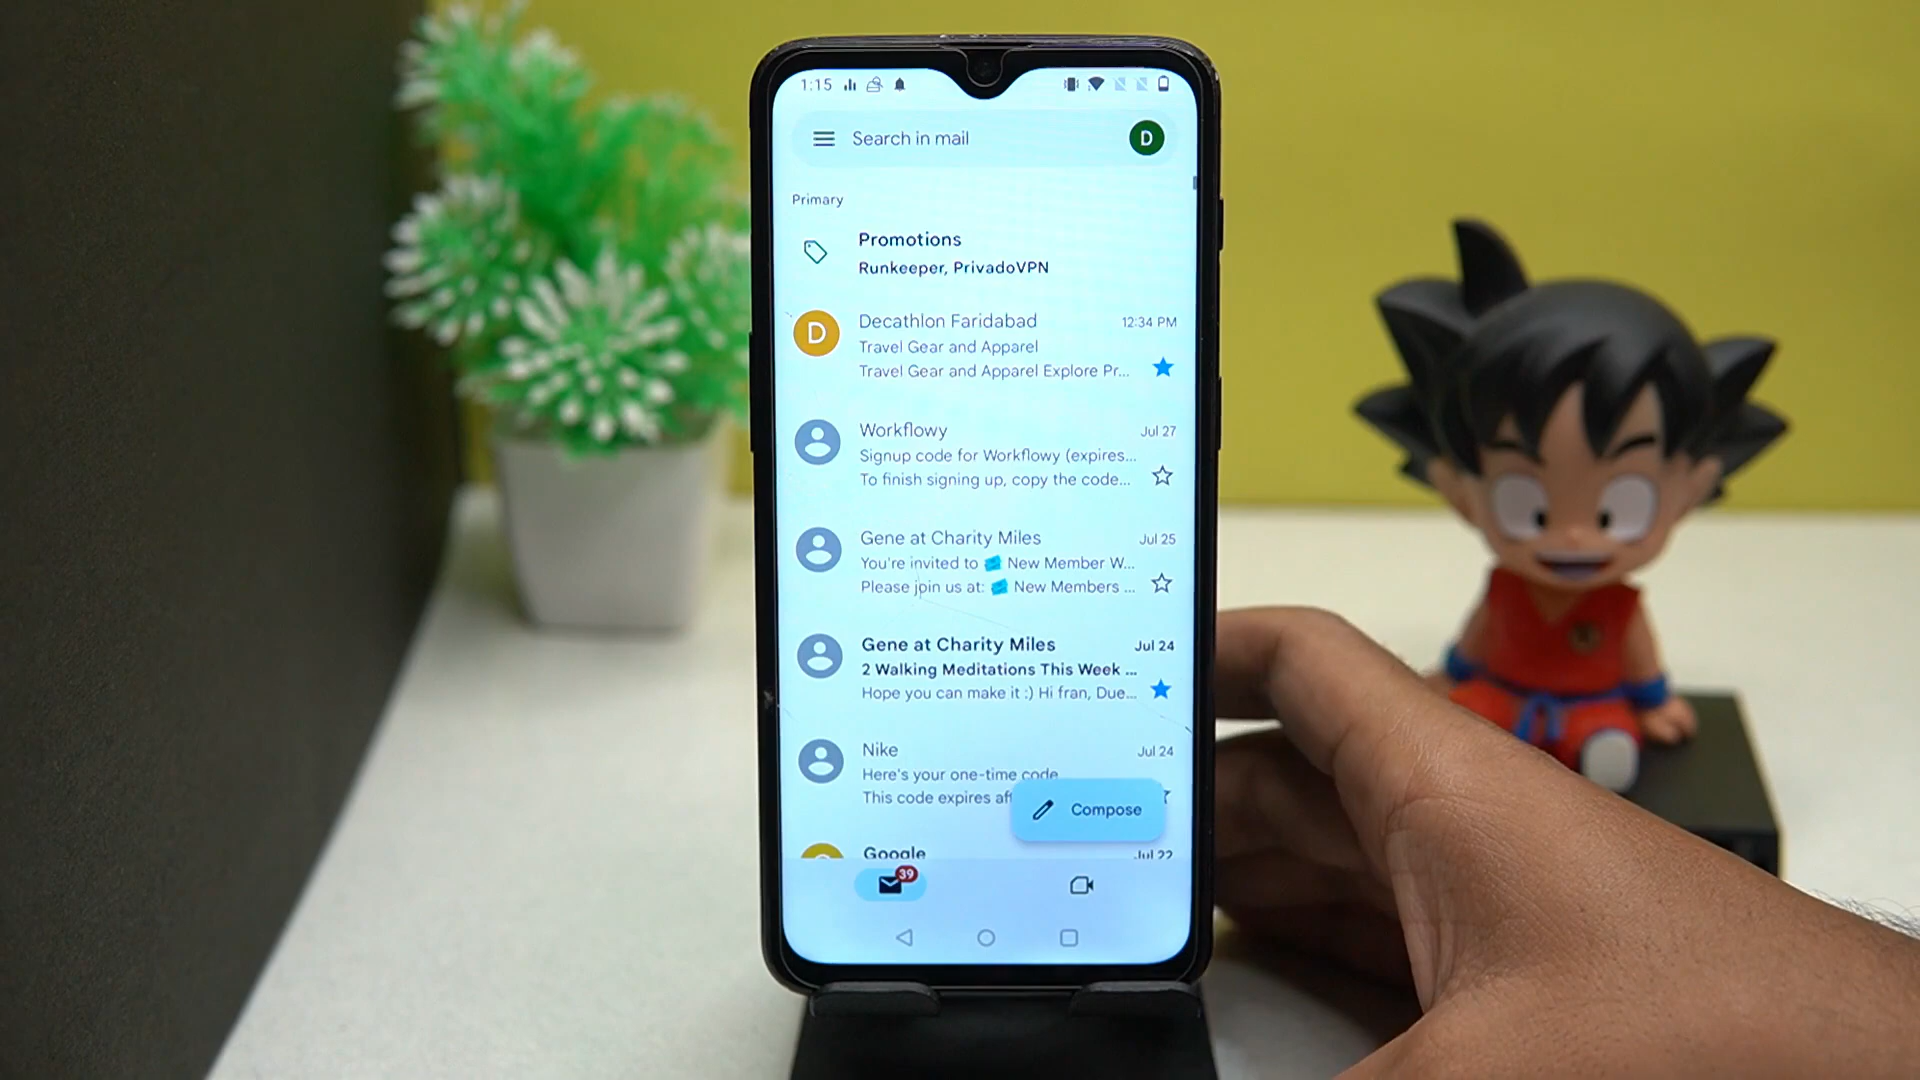 1:15
Search in mail
D
Primary
Promotions
Runkeeper, PrivadoVPN
D
Decathlon Faridabad
12:34 PM
Travel Gear and Apparel
Travel Gear and Apparel Explore Pr...
Workflowy
Jul 27
Signup code for Workflowy (expires...
To finish signing up, copy the code...
Gene at Charity Miles
Jul 25
You're invited to New Member W...
Please join us at: New Members ...
Gene at Charity Miles
Jul 24
2 Walking Meditations This Week ...
Hope you can make it :) Hi fran, Due...
Nike
Jul 24
Here's your one-time code
This code expires
Compose
Google
Jul 22
39